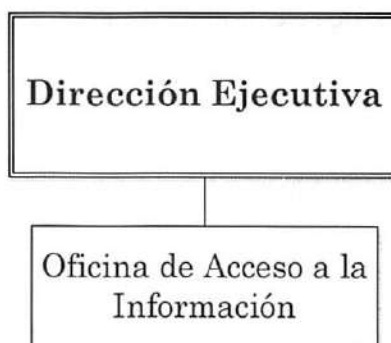 Dirección Ejecutiva
Oficina de Acceso a la
Información